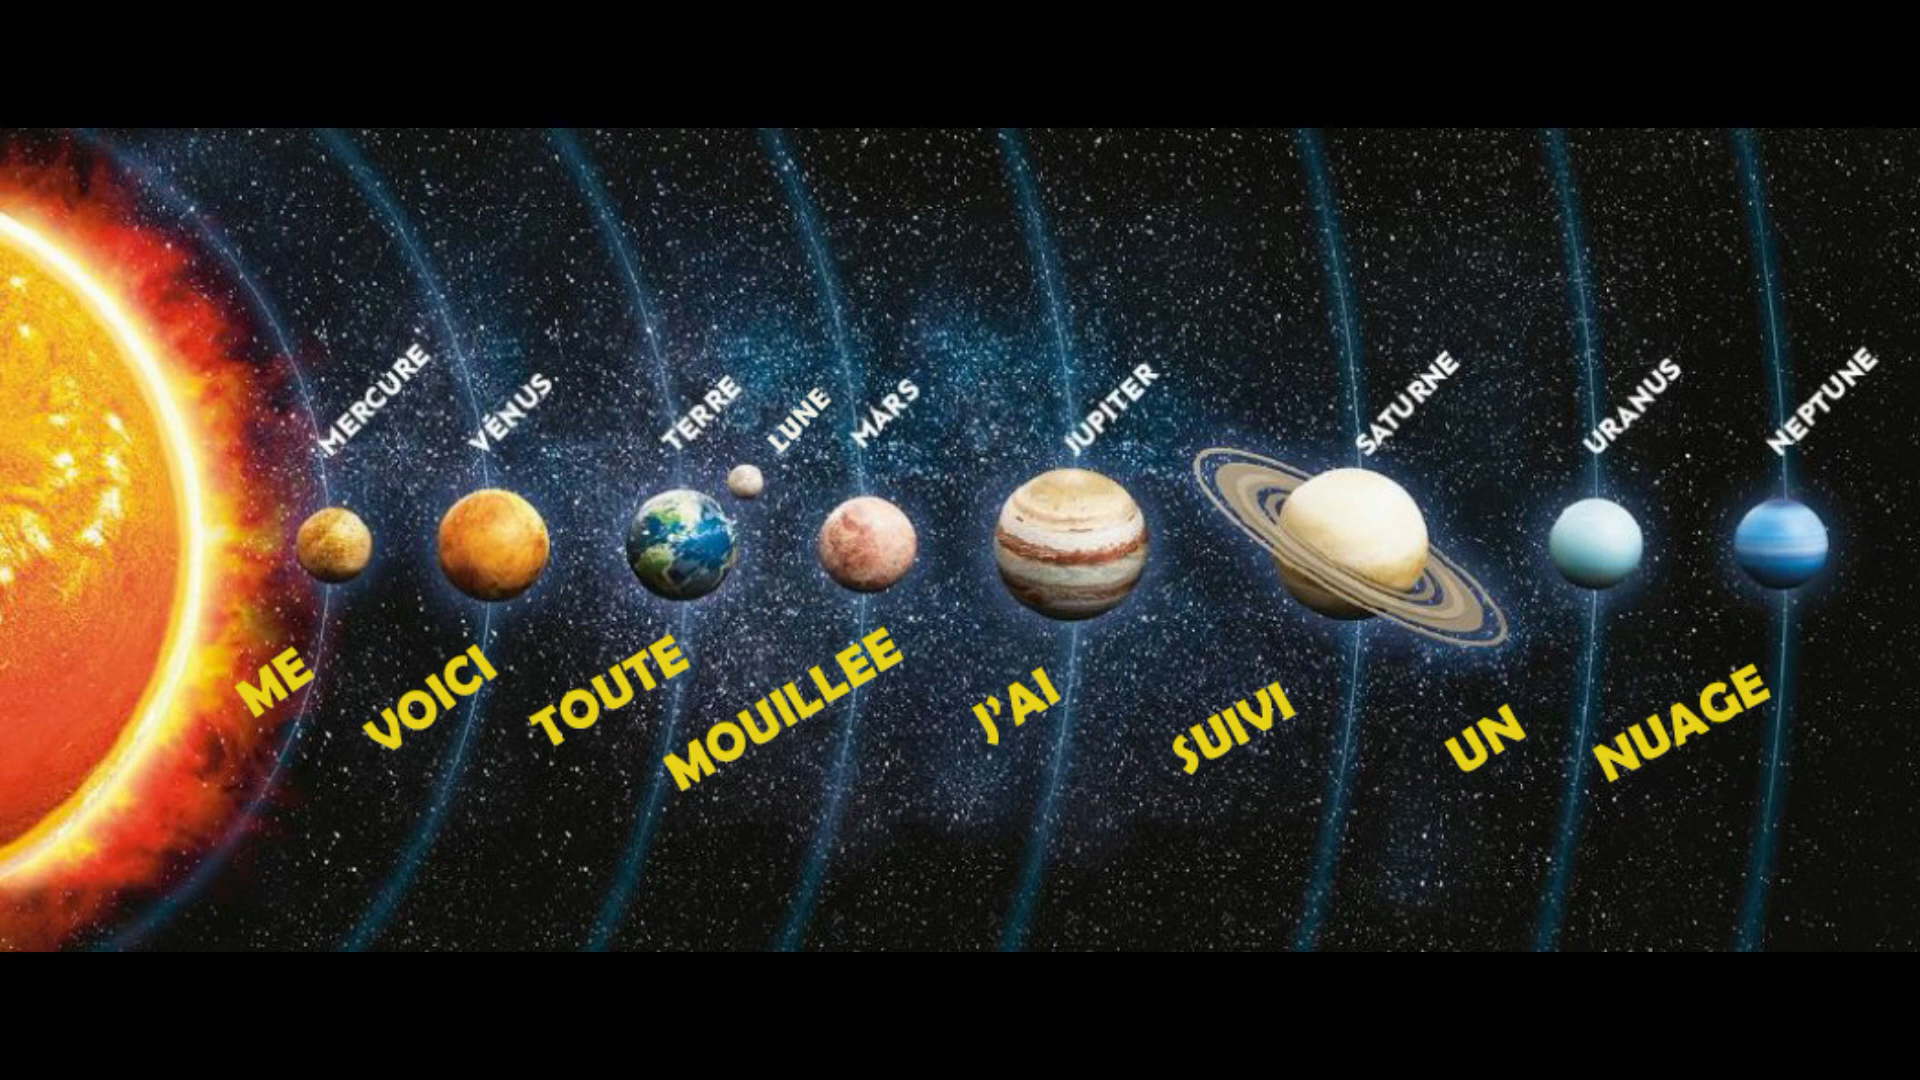 MERCURE
VÉNUS
TERRE
LUNE
MARS
JUPITER
SATURNE
URANUS
NEPTUNE
ME
VOICI
TOUTE
MOUILLEE
J'AI
SUIVI
UN
NUAGE